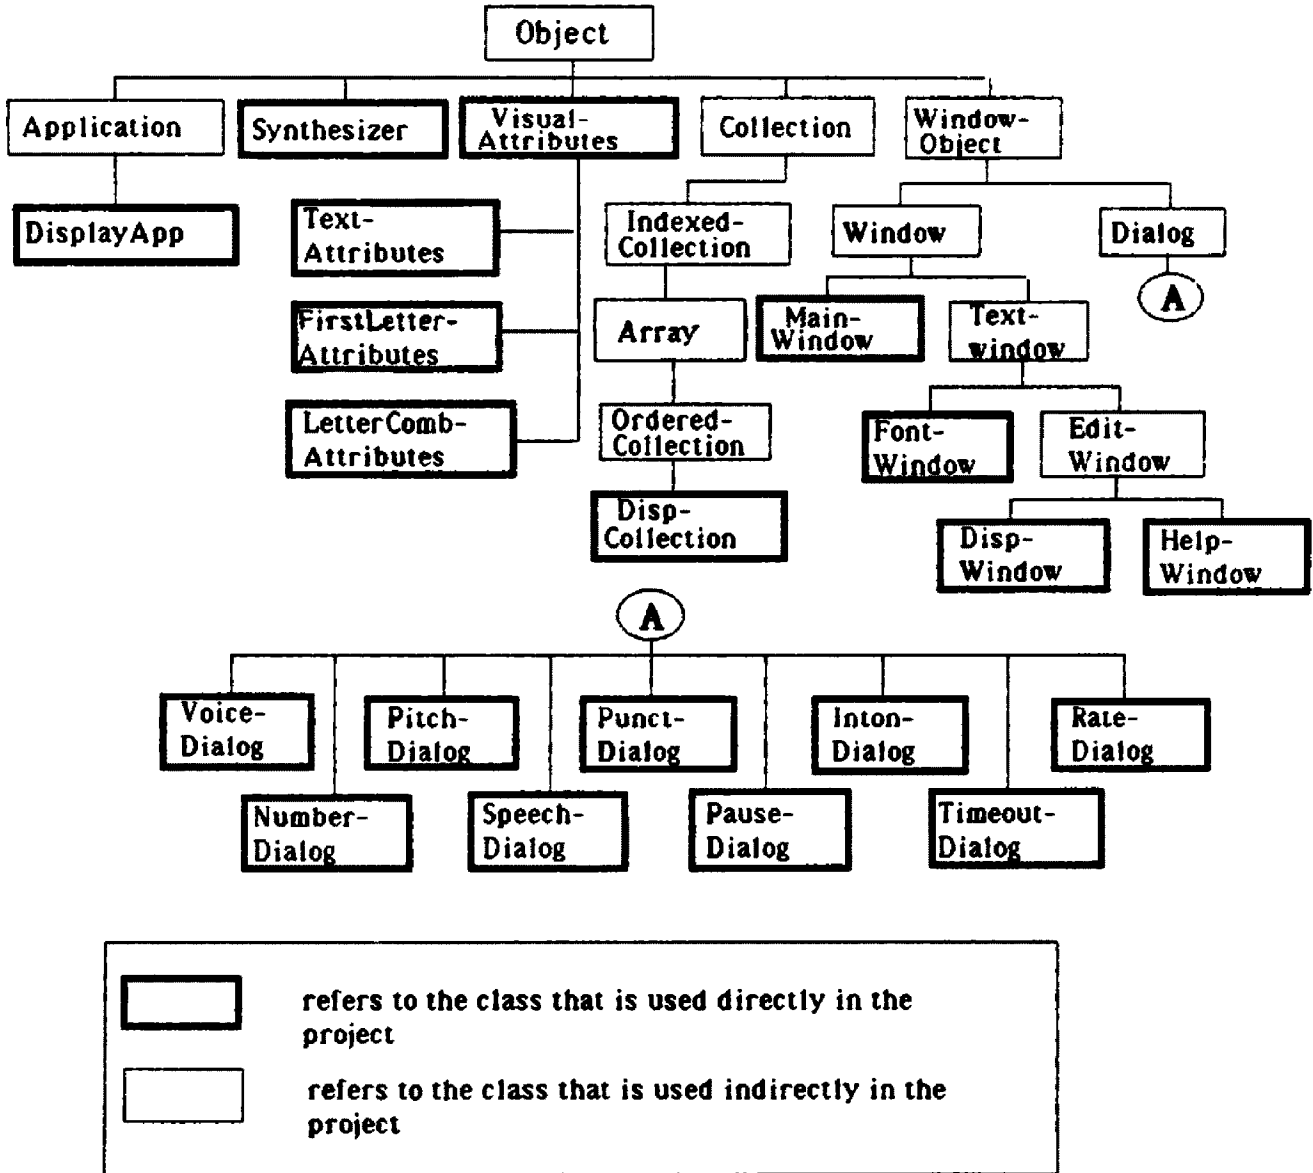 Object
Application
Synthesizer
Visual-
Attributes
Collection
Window-
Object
DisplayApp
Text-
Attributes
Indexed-
Collection
Window
Dialog
A
FirstLetter-
Attributes
Array
Main-
Window
Text-
window
LetterComb-
Attributes
Ordered-
Collection
Font-
Window
Edit-
Window
Disp-
Collection
Disp-
Window
Help-
Window
A
Voice-
Dialog
Pitch-
Dialog
Punct-
Dialog
Inton-
Dialog
Rate-
Dialog
Number-
Dialog
Speech-
Dialog
Pause-
Dialog
Timeout-
Dialog
refers to the class that is used directly in the
project
refers to the class that is used indirectly in the
project